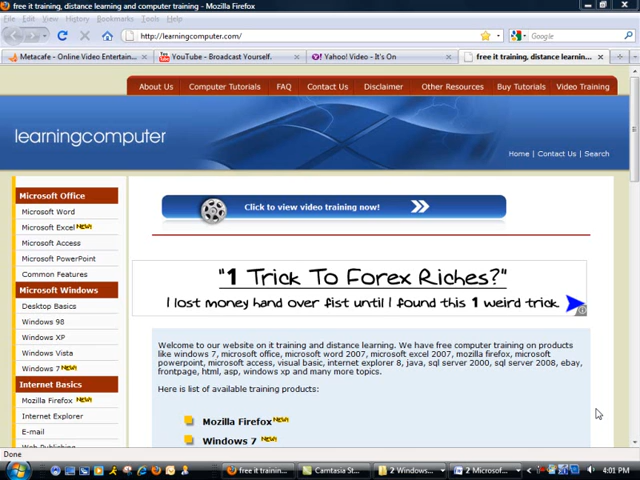 free it training, distance learning and computer training - Mozilla Firefox
File Edit View History Bookmarks Tools Help
http://learningcomputer.com/
Google
Metacafe - Online Video Entertain...
YouTube - Broadcast Yourself.
Yahoo! Video - It's On
free it training, distance learnin...
About Us Computer Tutorials FAQ Contact Us Disclaimer Other Resources Buy Tutorials Video Training
learningcomputer
Home | Contact Us | Search
Microsoft Office
Microsoft Word
Microsoft Excel NEW!
Microsoft Access
Microsoft PowerPoint
Common Features
Microsoft Windows
Desktop Basics
Windows 98
Windows XP
Windows Vista
Windows 7 NEW!
Internet Basics
Mozilla Firefox NEW!
Internet Explorer
E-mail
Web Publishing
Click to view video training now!
"1 Trick To Forex Riches?"
I lost money hand over fist until I found this 1 weird trick.
Welcome to our website on it training and distance learning. We have free computer training on products
like windows 7, microsoft office, microsoft word 2007, microsoft excel 2007, mozilla firefox, microsoft
powerpoint, microsoft access, visual basic, internet explorer 8, java, sql server 2000, sql server 2008, ebay,
frontpage, html, asp, windows xp and many more topics.
Here is list of available training products:
Mozilla Firefox NEW!
Windows 7 NEW!
Done
free it trainin...
Camtasia St...
2 Windows...
2 Microsof...
4:01 PM